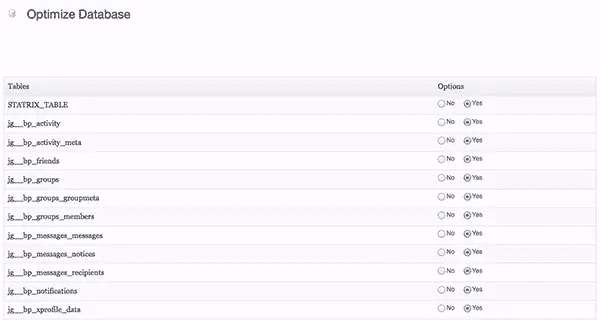 Optimize Database
Tables Options
STATRIX_TABLE No Yes
jg__bp_activity No Yes
jg__bp_activity_meta No Yes
jg__bp_friends No Yes
jg__bp_groups No Yes
jg__bp_groups_groupmeta No Yes
jg__bp_groups_members No Yes
jg__bp_messages_messages No Yes
jg__bp_messages_notices No Yes
jg__bp_messages_recipients No Yes
jg__bp_notifications No Yes
jg__bp_xprofile_data No Yes